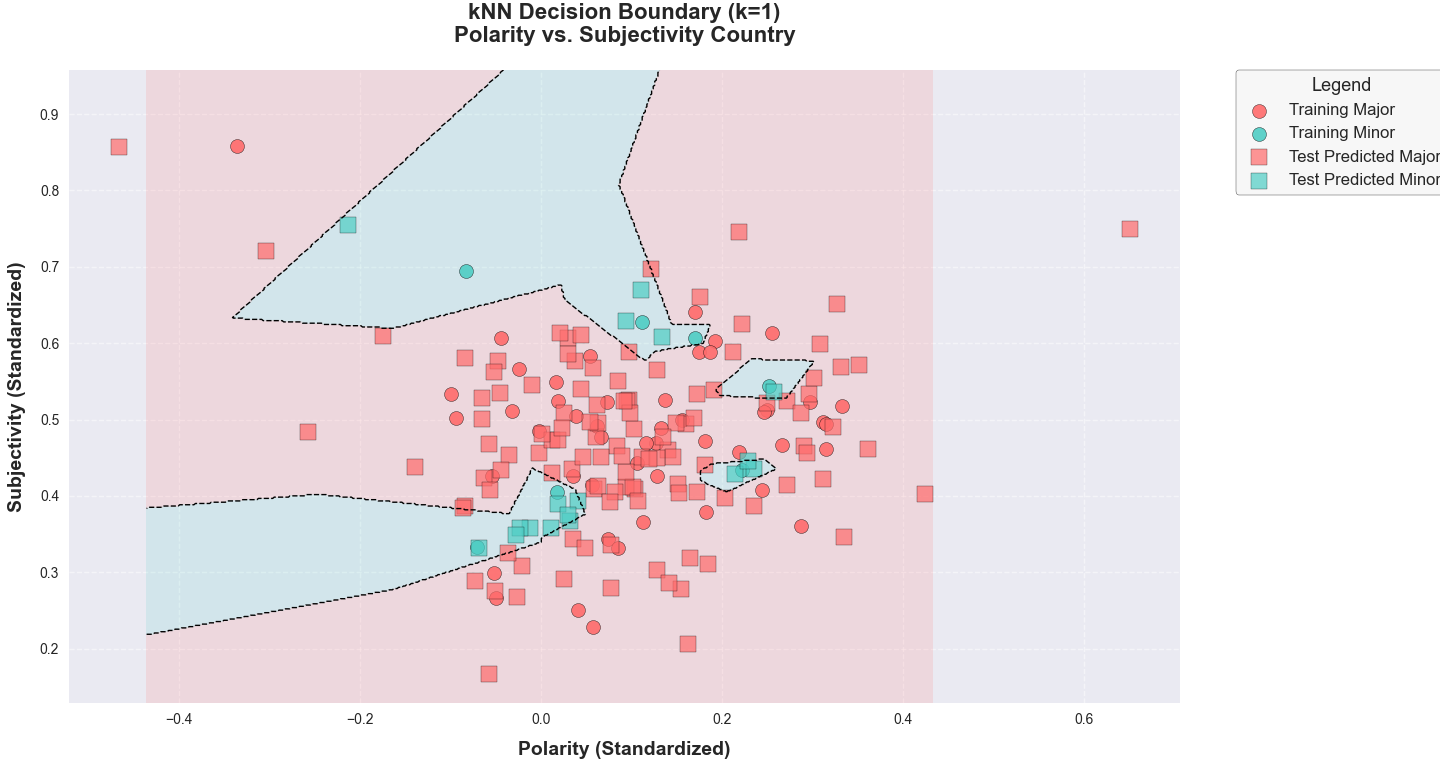 kNN Decision Boundary (k=1)
Polarity vs. Subjectivity Country
Legend
Training Major
Training Minor
Test Predicted Major
Test Predicted Minor
Subjectivity (Standardized)
0.9
0.8
0.7
0.6
0.5
0.4
0.3
0.2
−0.4
−0.2
0.0
0.2
0.4
0.6
Polarity (Standardized)